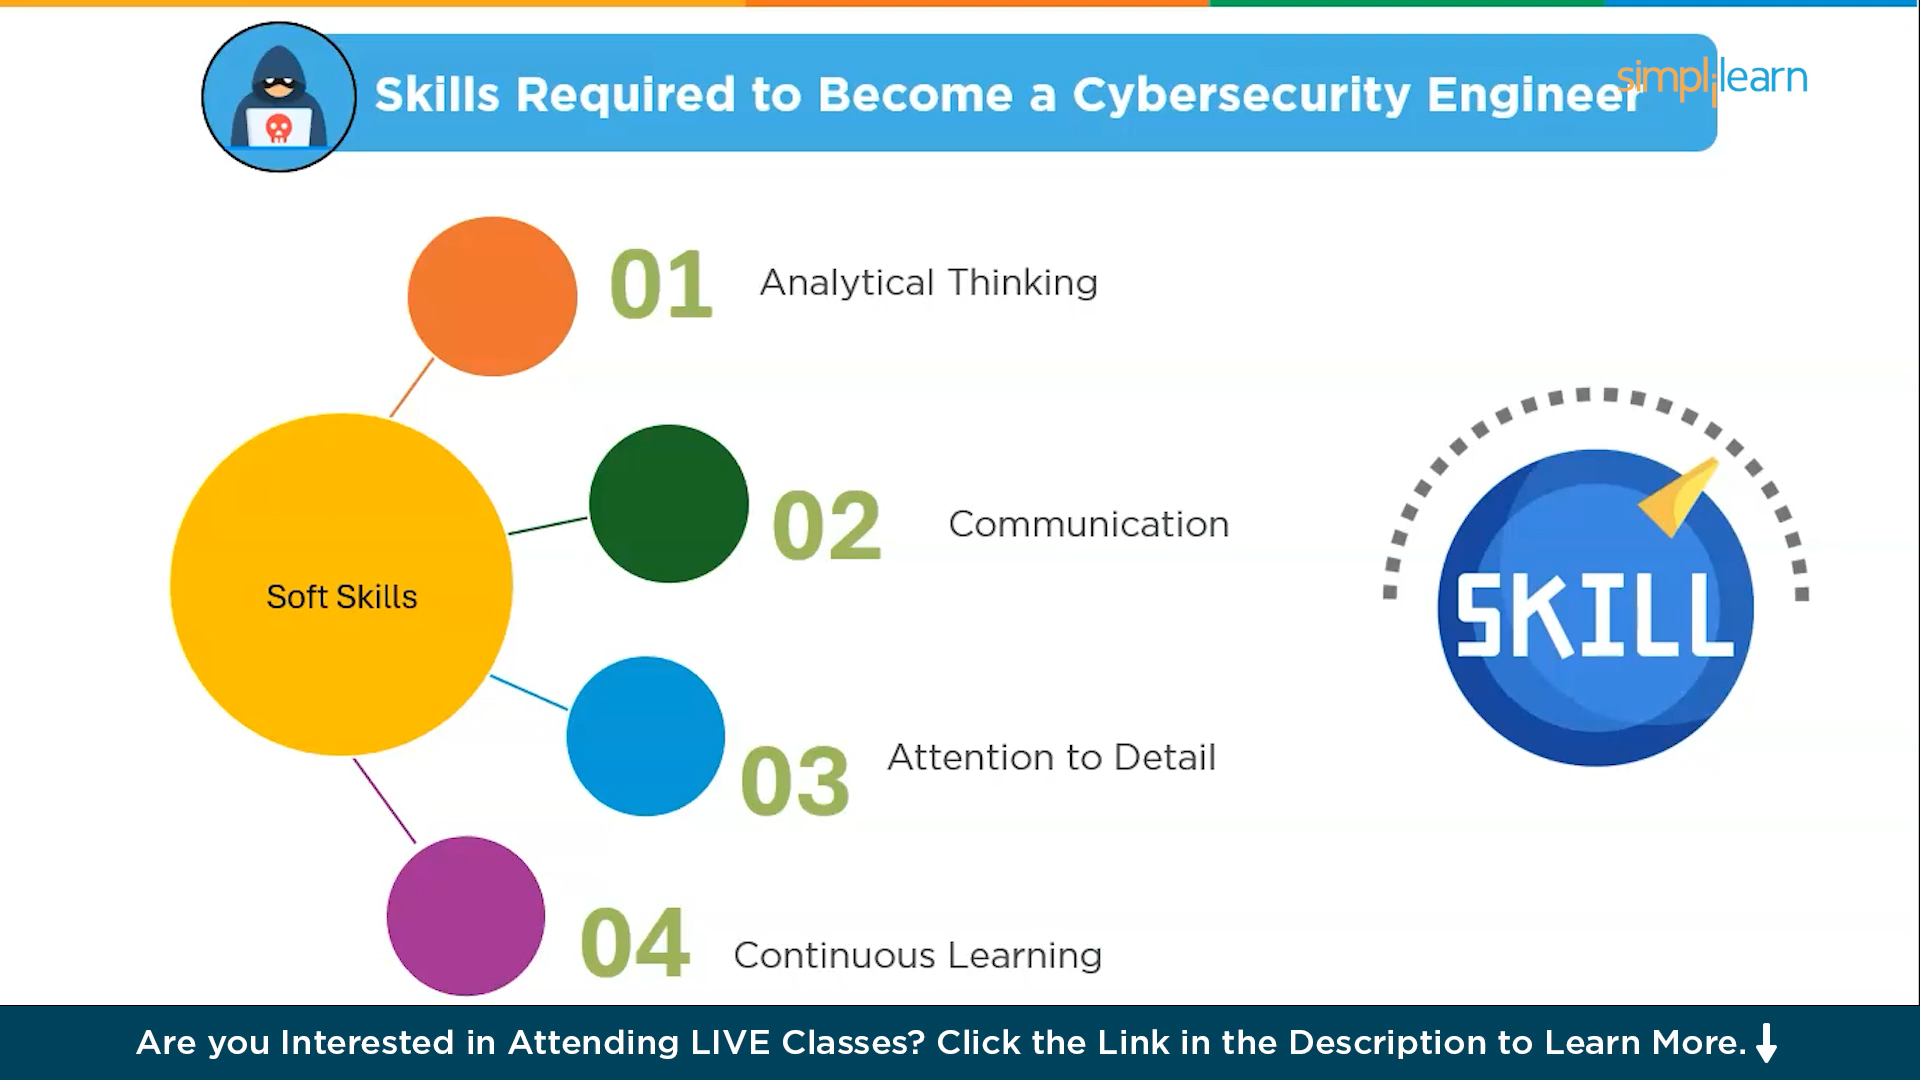 Skills Required to Become a Cybersecurity Engineer
simplilearn
01 Analytical Thinking
02 Communication
Soft Skills
SKILL
03 Attention to Detail
04 Continuous Learning
Are you Interested in Attending LIVE Classes? Click the Link in the Description to Learn More.